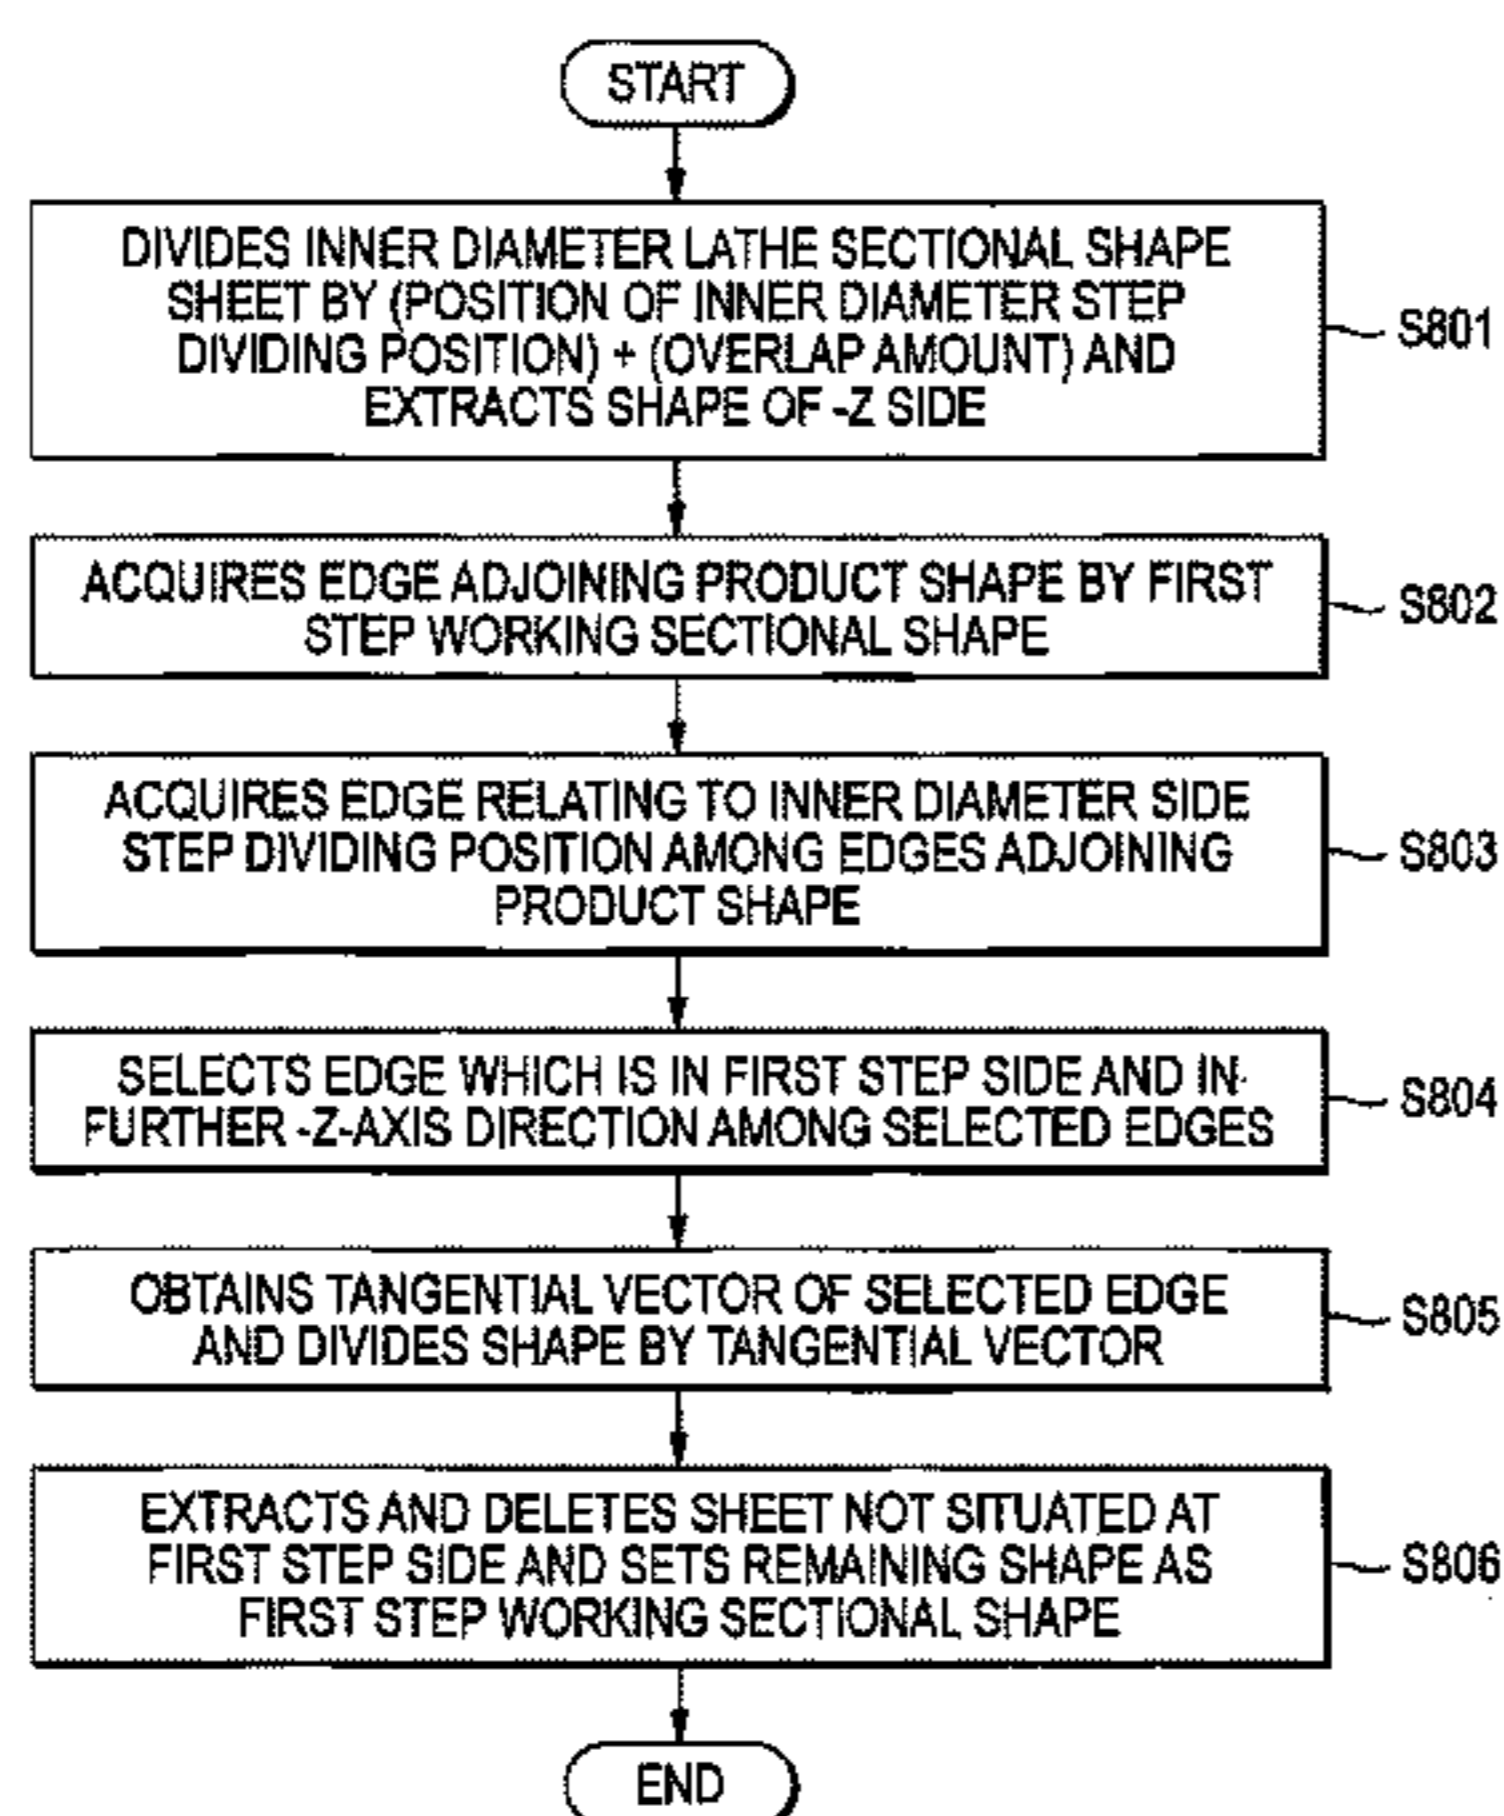 START
DIVIDES INNER DIAMETER LATHE SECTIONAL SHAPE
SHEET BY (POSITION OF INNER DIAMETER STEP
DIVIDING POSITION) + (OVERLAP AMOUNT) AND
EXTRACTS SHAPE OF -Z SIDE
S801
ACQUIRES EDGE ADJOINING PRODUCT SHAPE BY FIRST
STEP WORKING SECTIONAL SHAPE
S802
ACQUIRES EDGE RELATING TO INNER DIAMETER SIDE
STEP DIVIDING POSITION AMONG EDGES ADJOINING
PRODUCT SHAPE
S803
SELECTS EDGE WHICH IS IN FIRST STEP SIDE AND IN
FURTHER -Z-AXIS DIRECTION AMONG SELECTED EDGES
S804
OBTAINS TANGENTIAL VECTOR OF SELECTED EDGE
AND DIVIDES SHAPE BY TANGENTIAL VECTOR
S805
EXTRACTS AND DELETES SHEET NOT SITUATED AT
FIRST STEP SIDE AND SETS REMAINING SHAPE AS
FIRST STEP WORKING SECTIONAL SHAPE
S806
END